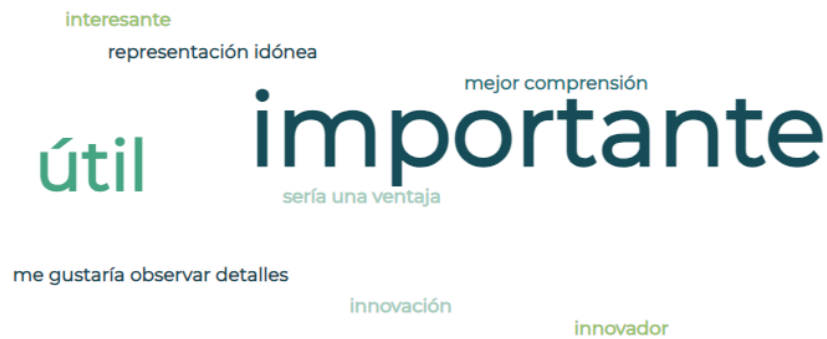 interesante
representación idónea
mejor comprensión
importante
útil
sería una ventaja
me gustaría observar detalles
innovación
innovador